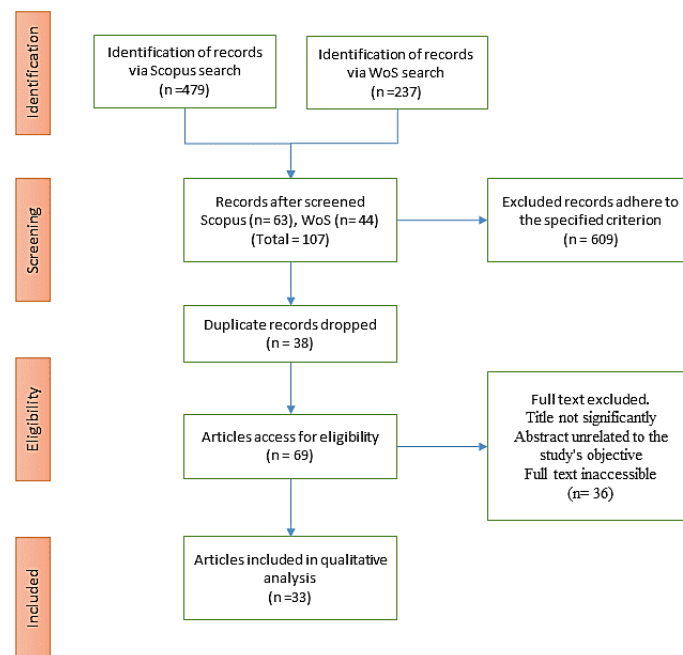 Identification
Identification of records
via Scopus search
(n =479)
Identification of records
via WoS search
(n =237)
Screening
Records after screened
Scopus (n= 63), WoS (n= 44)
(Total = 107)
Excluded records adhere to
the specified criterion
(n = 609)
Duplicate records dropped
(n= 38)
Eligibility
Articles access for eligibility
(n = 69)
Full text excluded.
Title not significantly
Abstract unrelated to the
study's objective
Full text inaccessible
(n= 36)
Included
Articles included in qualitative
analysis
(n =33)